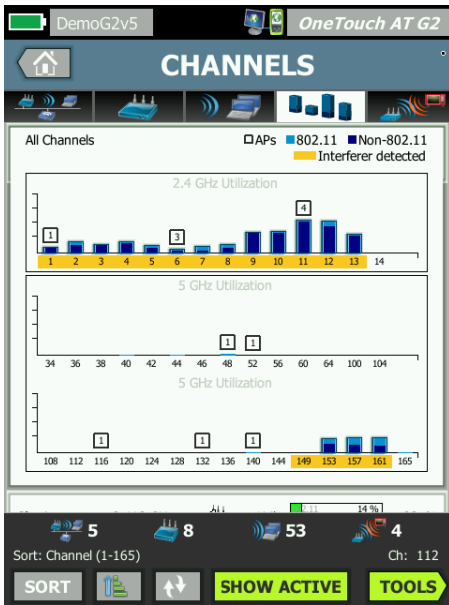 DemoG2v5 OneTouch AT G2
CHANNELS
All Channels APs 802.11 Non-802.11
Interferer detected
2.4 GHz Utilization
4
1 3
1 2 3 4 5 6 7 8 9 10 11 12 13 14
5 GHz Utilization
1 1
34 36 38 40 42 44 46 48 52 56 60 64 100 104
5 GHz Utilization
1 1 1
108 112 116 120 124 128 132 136 140 144 149 153 157 161 165
14 %
5 8 53 4
Sort: Channel (1-165) Ch: 112
SORT SHOW ACTIVE TOOLS